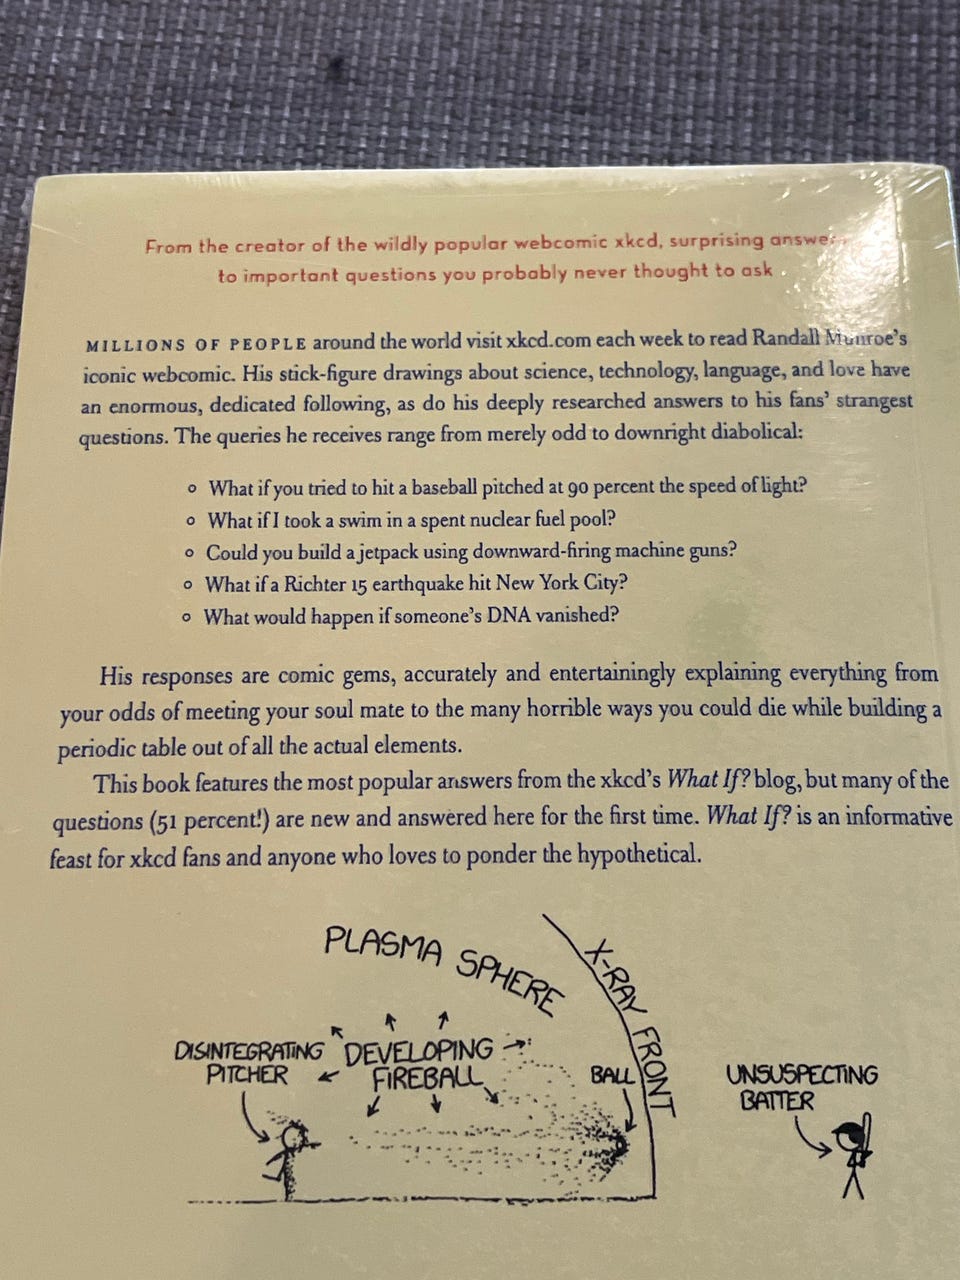 From the creator of the wildly popular webcomic xkcd, surprising
to important questions you probably never thought to ask
MILLIONS OF PEOPLE around the world visit xkcd.com each week to read Randall Munroe's
iconic webcomic. His stick-figure drawings about science, technology, language, and love have
an enormous, dedicated following, as do his deeply researched answers to his fans' strangest
questions. The queries he receives range from merely odd to downright diabolical:
° What if you tried to hit a baseball pitched at 90 percent the speed of light?
° What if I took a swim in a spent nuclear fuel pool?
° Could you build a jetpack using downward-firing machine guns?
° What if a Richter 15 earthquake hit New York City?
° What would happen if someone's DNA vanished?
His responses are comic gems, accurately and entertainingly explaining everything from
your odds of meeting your soul mate to the many horrible ways you could die while building a
periodic table out of all the actual elements.
This book features the most popular answers from the xkcd's What If? blog, but many of the
questions (51 percent!) are new and answered here for the first time. What If? is an informative
feast for xkcd fans and anyone who loves to ponder the hypothetical.
PLASMA SPHERE
X-RAY FRONT
DISINTEGRATING
PITCHER
DEVELOPING
FIREBALL
BALL
UNSUSPECTING
BATTER